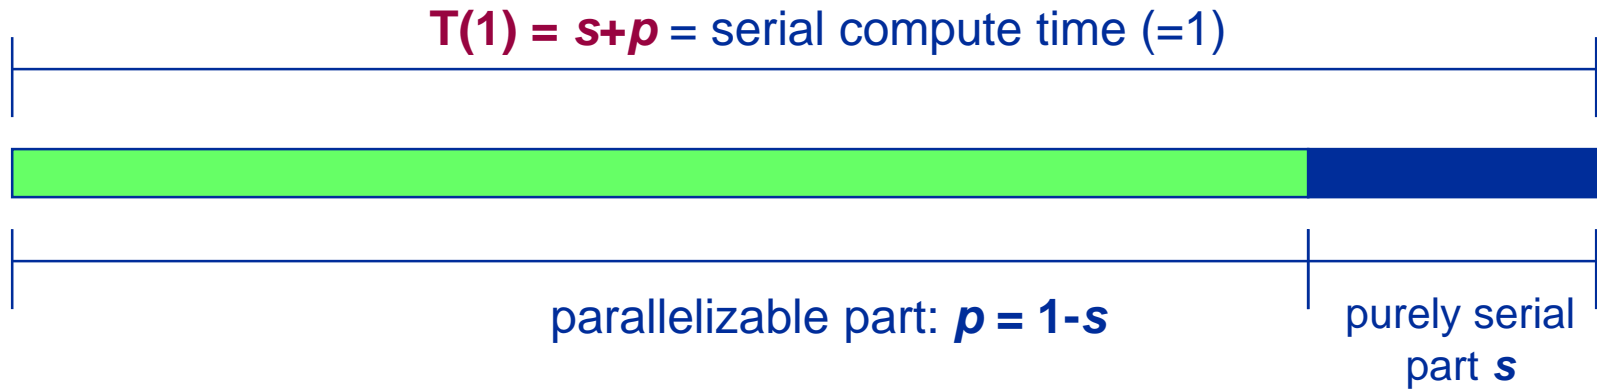 T(1) = s+p = serial compute time (=1)
parallelizable part: p = 1-s
purely serial
part s